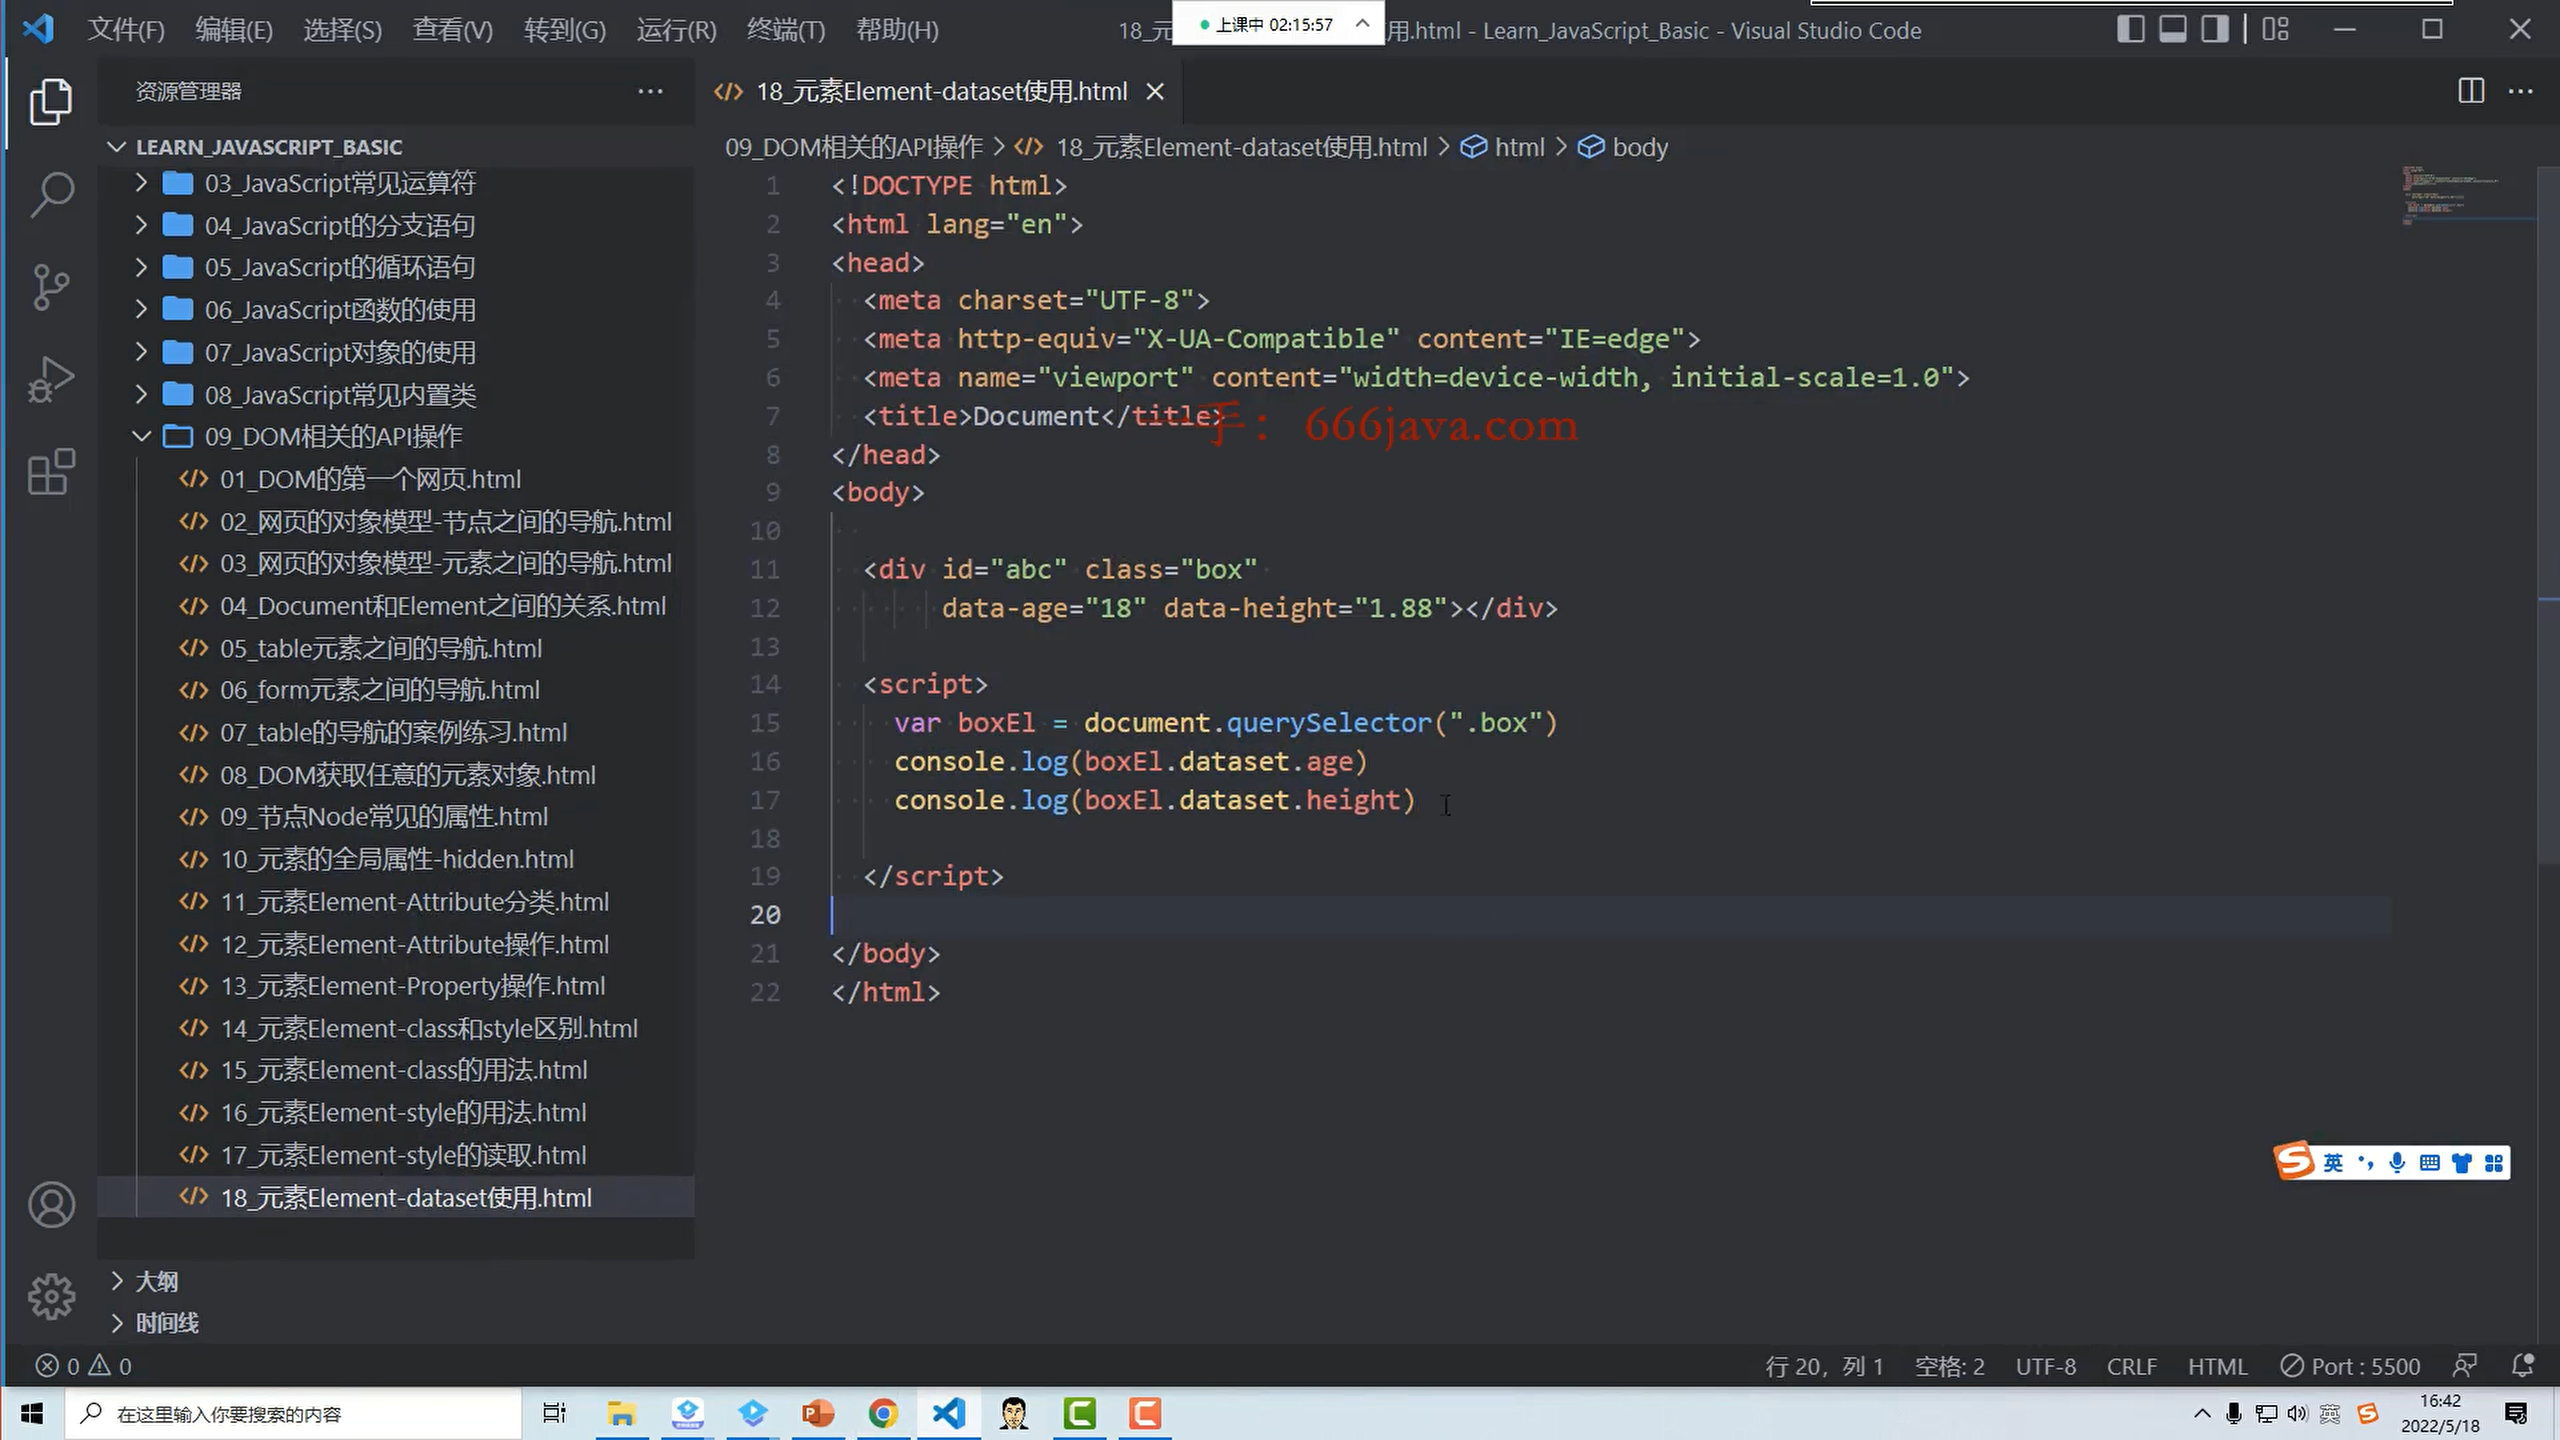 文件(F) 编辑(E) 选择(S) 查看(V) 转到(G) 运行(R) 终端(T) 帮助(H)
18_元
上课中 02:15:57
用.html - Learn_JavaScript_Basic - Visual Studio Code
资源管理器
LEARN_JAVASCRIPT_BASIC
03_JavaScript常见运算符
04_JavaScript的分支语句
05_JavaScript的循环语句
06_JavaScript函数的使用
07_JavaScript对象的使用
08_JavaScript常见内置类
09_DOM相关的API操作
01_DOM的第一个网页.html
02_网页的对象模型-节点之间的导航.html
03_网页的对象模型-元素之间的导航.html
04_Document和Element之间的关系.html
05_table元素之间的导航.html
06_form元素之间的导航.html
07_table的导航的案例练习.html
08_DOM获取任意的元素对象.html
09_节点Node常见的属性.html
10_元素的全局属性-hidden.html
11_元素Element-Attribute分类.html
12_元素Element-Attribute操作.html
13_元素Element-Property操作.html
14_元素Element-class和style区别.html
15_元素Element-class的用法.html
16_元素Element-style的用法.html
17_元素Element-style的读取.html
18_元素Element-dataset使用.html
大纲
时间线
18_元素Element-dataset使用.html
09_DOM相关的API操作 > 18_元素Element-dataset使用.html > html > body
1 <!DOCTYPE html>
2 <html lang="en">
3 <head>
4 <meta charset="UTF-8">
5 <meta http-equiv="X-UA-Compatible" content="IE=edge">
6 <meta name="viewport" content="width=device-width, initial-scale=1.0">
7 <title>Document</title>
手： 666java.com
8 </head>
9 <body>
10
11 <div id="abc" class="box"
12 data-age="18" data-height="1.88"></div>
13
14 <script>
15 var boxEl = document.querySelector(".box")
16 console.log(boxEl.dataset.age)
17 console.log(boxEl.dataset.height)
18
19 </script>
20
21 </body>
22 </html>
英
0 0
行 20，列 1 空格: 2 UTF-8 CRLF HTML Port : 5500
在这里输入你要搜索的内容
英
16:42
2022/5/18